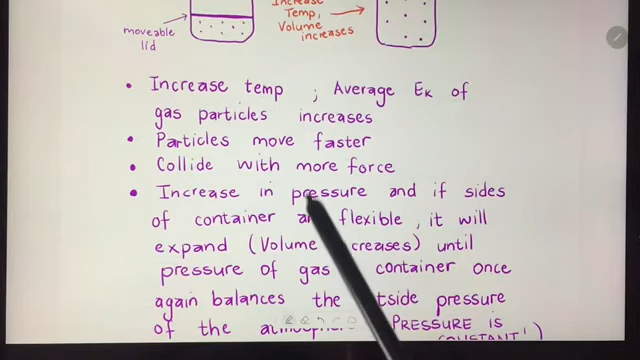 Increase
Temp,
Volume
increases
moveable
lid
• Increase temp ; Average Ek of
gas particles increases
• Particles move faster
• Collide with more force
• Increase in pressure and if sides
of container flexible, it will
expand (Volume until
pressure of gas container once
again balances the pressure
of the PRESSURE IS